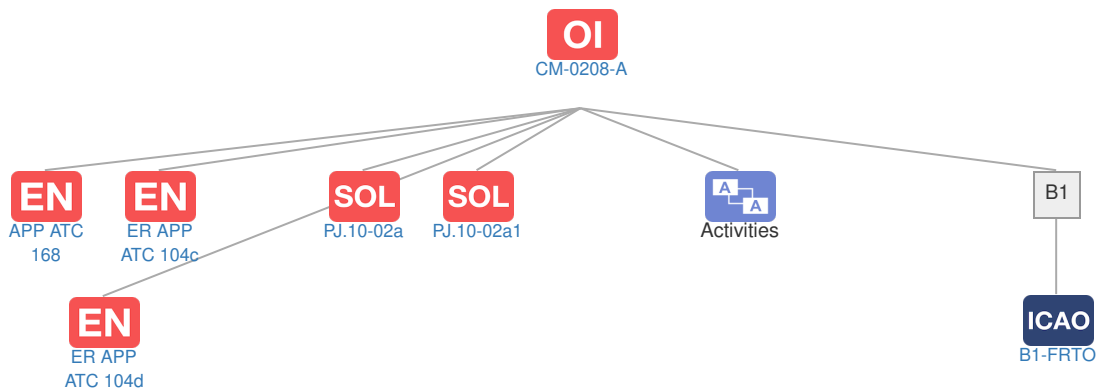 OI
CM-0208-A
EN
EN
SOL
SOL
A
A
B1
APP ATC
168
ER APP
ATC 104c
PJ.10-02a
PJ.10-02a1
Activities
EN
ER APP
ATC 104d
ICAO
B1-FRTO